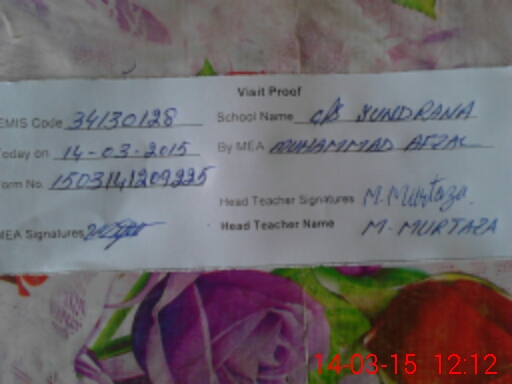 Visit Proof
EMIS Code 34130128 School Name c/s SUNDRANA
Today on 14-03-2015 By MEA MUHAMMAD AFZAL
Form No. 1503141209225
Head Teacher Signatures M. Murtaza.
MEA Signatures Head Teacher Name M. MURTAZA
14-03-15 12:12